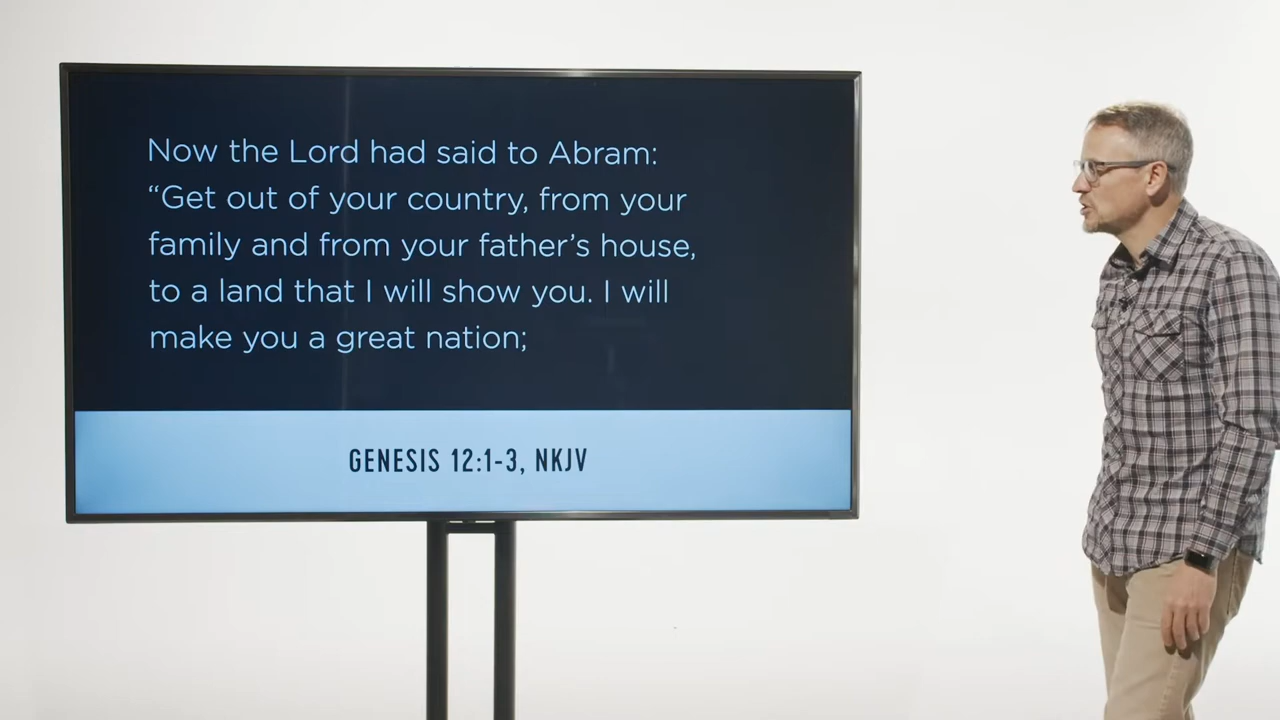 Now the Lord had said to Abram:
“Get out of your country, from your
family and from your father’s house,
to a land that I will show you. I will
make you a great nation;
GENESIS 12:1-3, NKJV